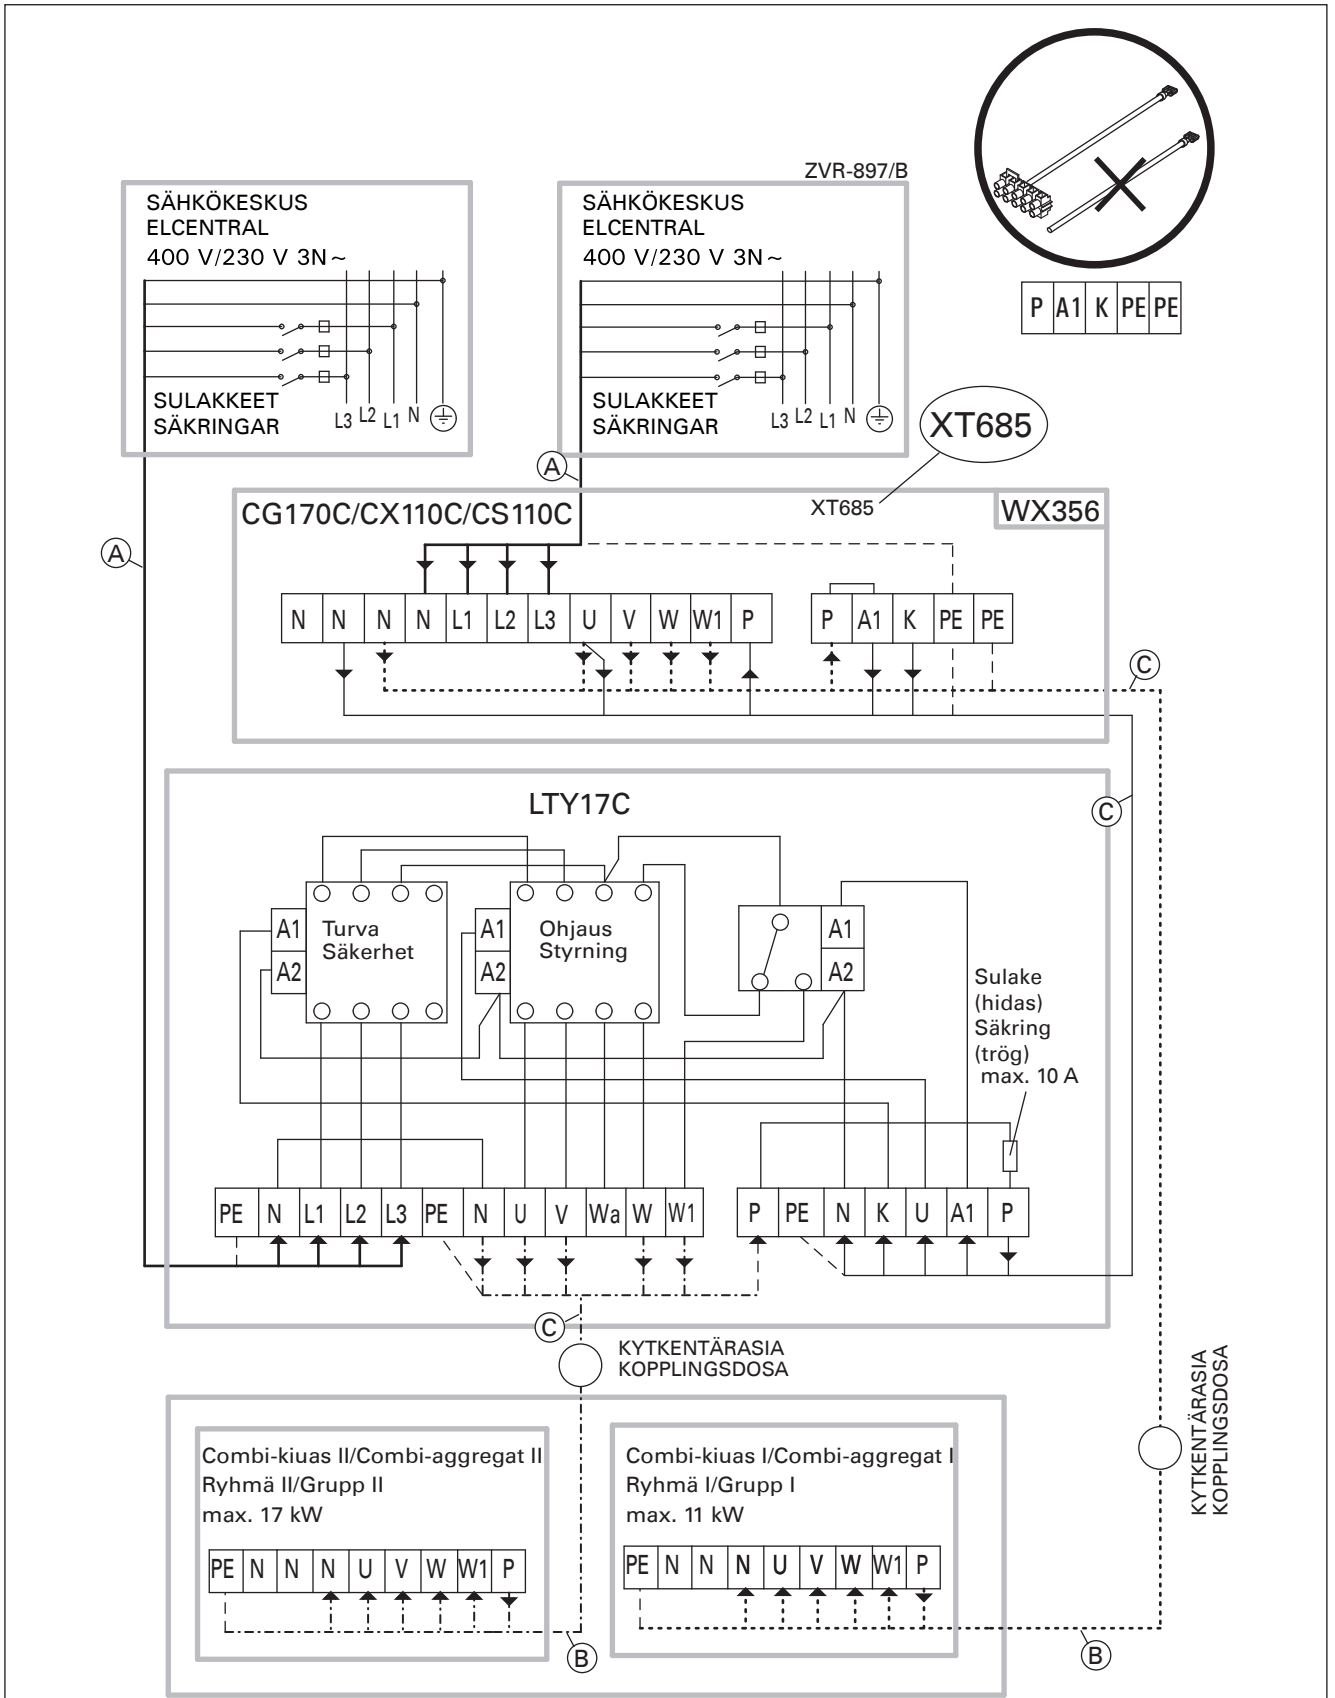 ZVR-897/B
SÄHKÖKESKUS
ELCENTRAL
400 V/230 V 3N~
SULAKKEET
SÄKRINGAR
L3 L2 L1 N
SÄHKÖKESKUS
ELCENTRAL
400 V/230 V 3N~
SULAKKEET
SÄKRINGAR
L3 L2 L1 N
P A1 K PE PE
XT685
A
A
CG170C/CX110C/CS110C
XT685
WX356
N N N N L1 L2 L3 U V W W1 P
P A1 K PE PE
C
C
LTY17C
A1
A2
Turva
Säkerhet
A1
A2
Ohjaus
Styrning
A1
A2
Sulake
(hidas)
Säkring
(trög)
max. 10 A
PE N L1 L2 L3 PE N U V Wa W W1
P PE N K U A1 P
C
KYTKENTÄRASIA
KOPPLINGSDOSA
KYTKENTÄRASIA
KOPPLINGSDOSA
Combi-kiuas II/Combi-aggregat II
Ryhmä II/Grupp II
max. 17 kW
PE N N N U V W W1 P
B
Combi-kiuas I/Combi-aggregat I
Ryhmä I/Grupp I
max. 11 kW
PE N N N U V W W1 P
B